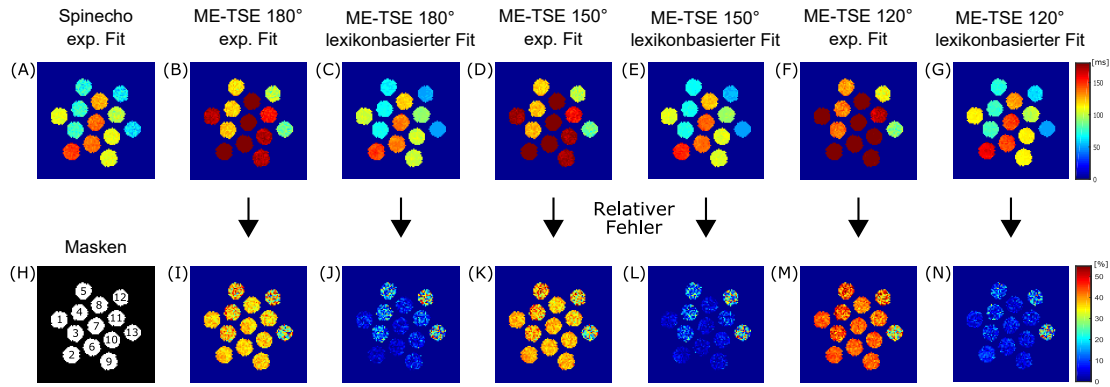 Spinecho
exp. Fit
ME-TSE 180°
exp. Fit
ME-TSE 180°
lexikonbasierter Fit
ME-TSE 150°
exp. Fit
ME-TSE 150°
lexikonbasierter Fit
ME-TSE 120°
exp. Fit
ME-TSE 120°
lexikonbasierter Fit
(A)
(B)
(C)
(D)
(E)
(F)
(G)
[ms]
150
100
50
0
Relativer
Fehler
Masken
(H)
(I)
(J)
(K)
(L)
(M)
(N)
[%]
50
40
30
20
10
0
5
12
8
4
1
11
7
3
13
10
6
2
9